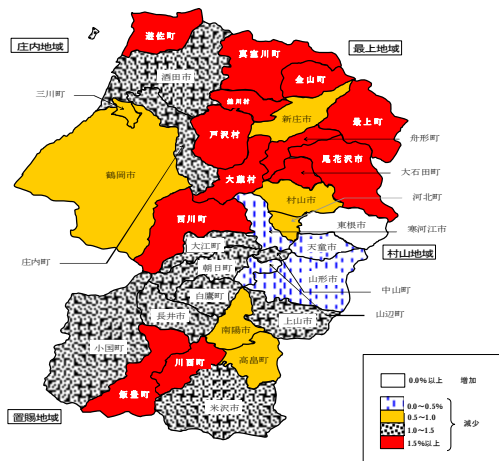 遊佐町
庄内地域
真室川町
最上地域
酒田市
金山町
三川町
鮭川村
新庄市
最上町
戸沢村
舟形町
尾花沢市
鶴岡市
大蔵村
大石田町
村山市
河北町
西川町
東根市
寒河江市
大江町
天童市
村山地域
庄内町
朝日町
山形市
白鷹町
中山町
長井市
山辺町
上山市
南陽市
小国町
川西町
高畠町
飯豊町
置賜地域
米沢市
0.0%以上 増加
0.0~0.5%
0.5~1.0
1.0~1.5
1.5%以上
減少